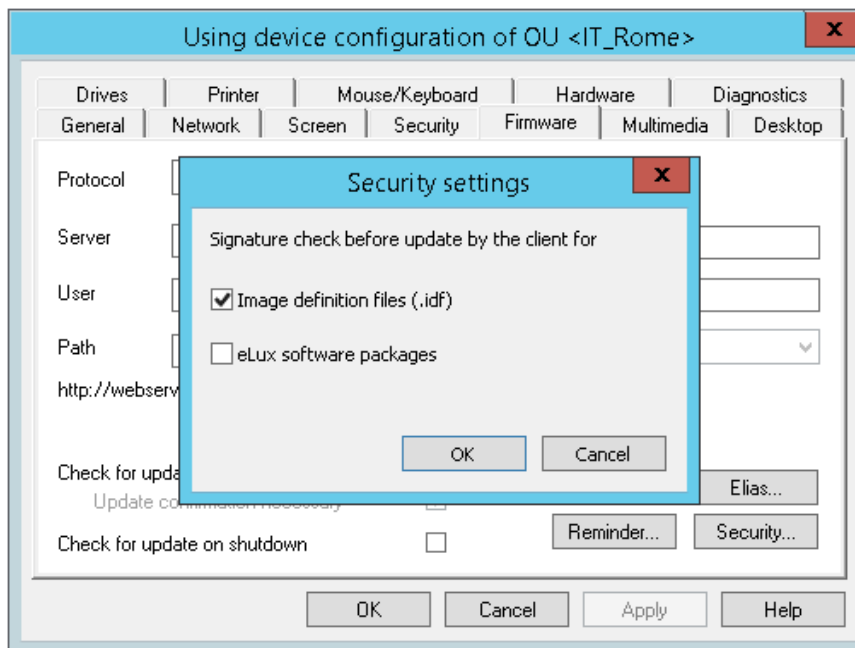 Using device configuration of OU <IT_Rome>
x
Drives Printer Mouse/Keyboard Hardware Diagnostics
General Network Screen Security Firmware Multimedia Desktop
Protocol
Security settings
x
Server
Signature check before update by the client for
User
Image definition files (.idf)
Path
eLux software packages
http://webserv
OK Cancel
Check for upda
Elias...
Update
Reminder... Security...
Check for update on shutdown
OK Cancel Apply Help